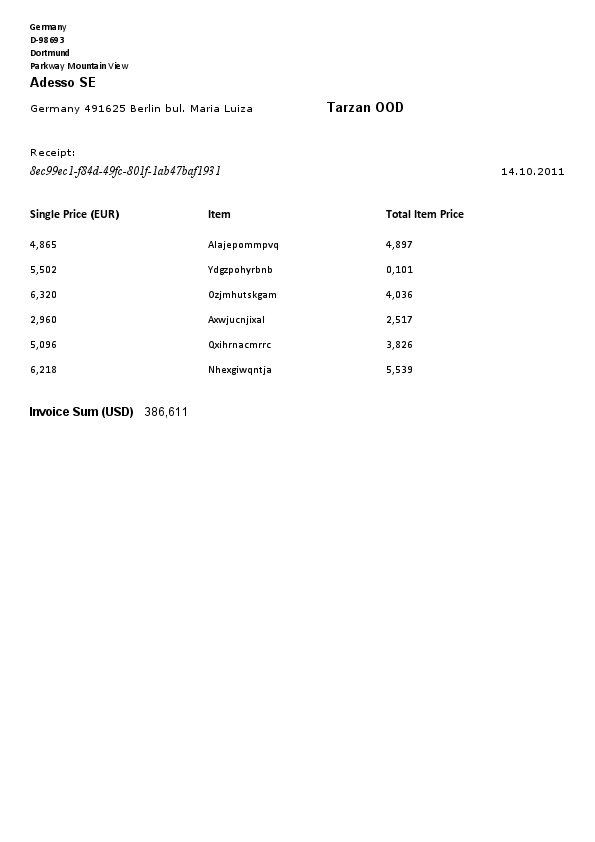 Germany
D-98693
Dortmund
Parkway Mountain View
Adesso SE
Germany 491625 Berlin bul. Maria Luiza Tarzan OOD
Receipt:
8ec99ec1-f84d-49fc-801f-1ab47baf1931 14.10.2011
Single Price (EUR) Item Total Item Price
4,865 Alajepommpvq 4,897
5,502 Ydgzpohyrbnb 0,101
6,320 Ozjmhutskgam 4,036
2,960 Axwjucnjixal 2,517
5,096 Qxihrnacmrrc 3,826
6,218 Nhexgiwqntja 5,539
Invoice Sum (USD) 386,611